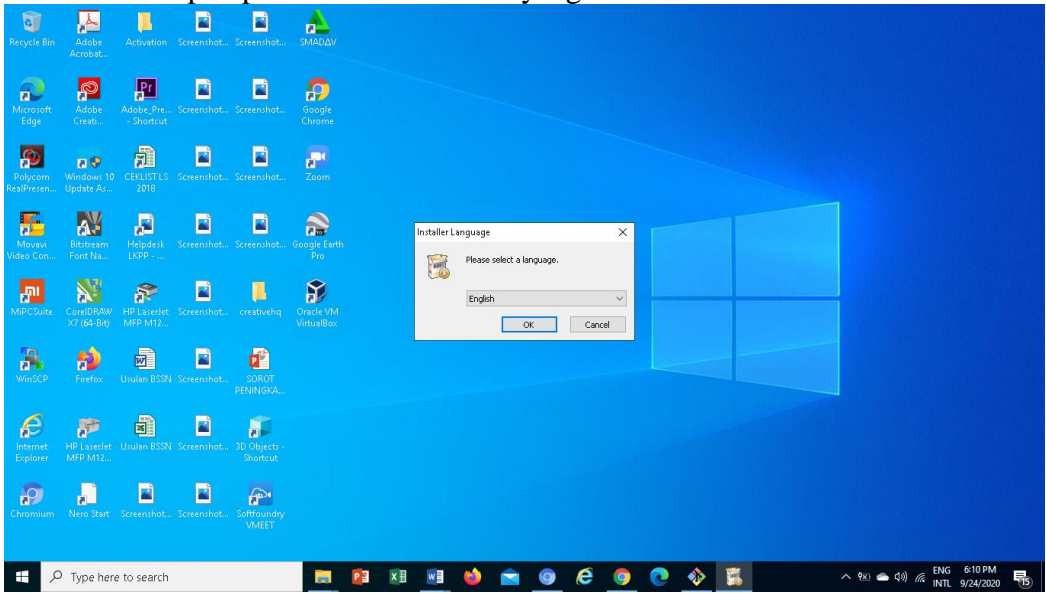 Recycle Bin
Adobe Acrobat...
Activation
Screenshot...
Screenshot...
SMADΔV
Microsoft Edge
Adobe Creati...
Adobe_Pre... - Shortcut
Screenshot...
Screenshot...
Google Chrome
Polycom RealPresen...
Windows 10 Update As...
CEKLIST LS 2018
Screenshot...
Screenshot...
Zoom
Movavi Video Con...
Bitstream Font Na...
Helpdesk LKPP - ...
Screenshot...
Screenshot...
Google Earth Pro
MiPCSuite
CorelDRAW X7 (64-Bit)
HP LaserJet MFP M12...
Screenshot...
creativehq
Oracle VM VirtualBox
WinSCP
Firefox
Usulan BSSN
Screenshot...
SOROT PENINGKA...
Internet Explorer
HP LaserJet MFP M12...
Usulan BSSN
Screenshot...
3D Objects - Shortcut
Chromium
Nero Start
Screenshot...
Screenshot...
Softfoundry VMEET
Installer Language
Please select a language.
English
OK
Cancel
Type here to search
ENG
INTL
6:10 PM
9/24/2020
15